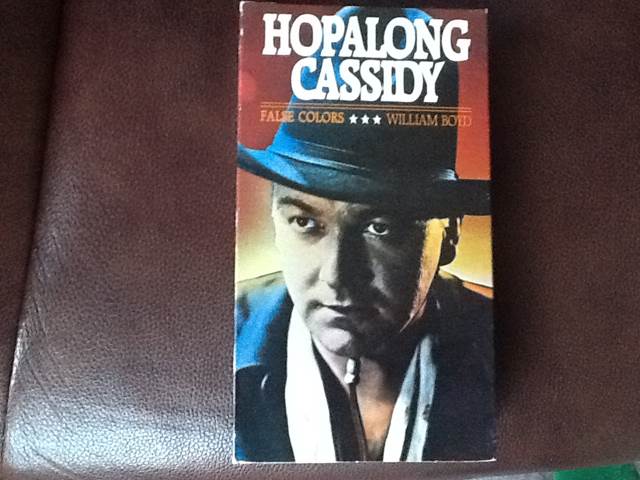 HOPALONG
CASSIDY
FALSE COLORS ★★★ WILLIAM BOYD